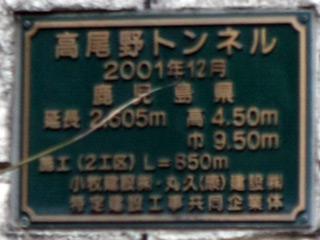 高尾野トンネル
2001年12月
鹿児島県
延長 2,605m 高 4.50m
巾 9.50m
施工(2工区) L=850m
小牧建設㈱・丸久(康)建設㈱
特定建設工事共同企業体